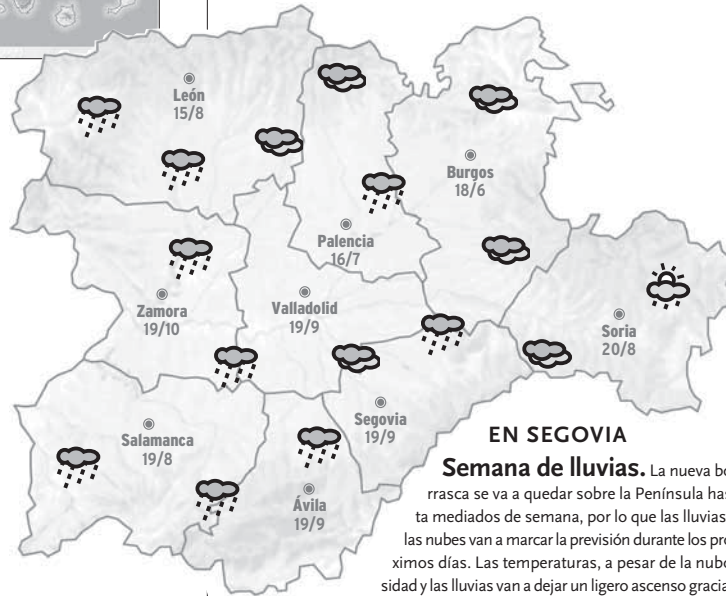 León
15/8
Burgos
18/6
Palencia
16/7
Zamora
19/10
Valladolid
19/9
Soria
20/8
Segovia
19/9
Salamanca
19/8
Ávila
19/9
EN SEGOVIA
Semana de lluvias. La nueva bo
rrasca se va a quedar sobre la Península has
ta mediados de semana, por lo que las lluvias
las nubes van a marcar la previsión durante los pró
ximos días. Las temperaturas, a pesar de la nubo
sidad y las lluvias van a dejar un ligero ascenso gracia